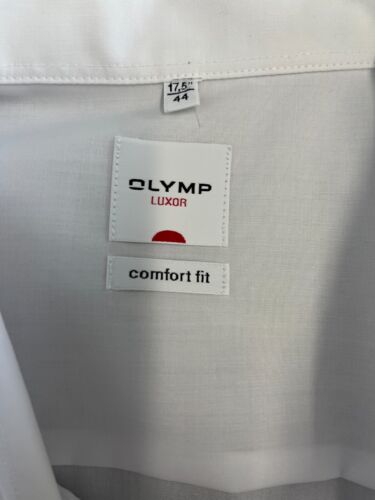 17,5"
44
OLYMP
LUXOR
comfort fit